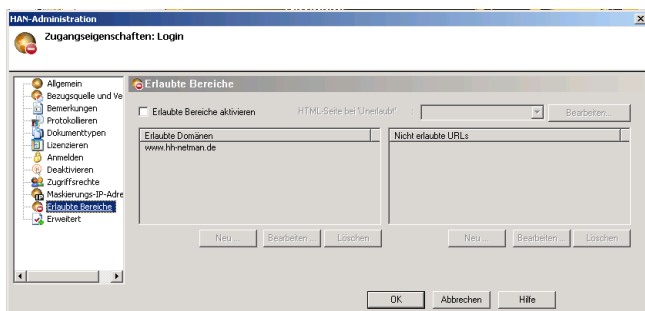 HAN-Administration
Zugangseigenschaften: Login
Allgemein
Bezugsquelle und Ve
Bemerkungen
Protokollieren
Dokumenttypen
Lizenzieren
Anmelden
Deaktivieren
Zugriffsrechte
Maskierungs-IP-Adre
Erlaubte Bereiche
Erweitert
Erlaubte Bereiche
Erlaubte Bereiche aktivieren
HTML-Seite bei 'Unerlaubt' :
Bearbeiten...
Erlaubte Domänen
www.hh-netman.de
Nicht erlaubte URLs
Neu ... Bearbeiten ... Löschen
Neu ... Bearbeiten ... Löschen
OK Abbrechen Hilfe